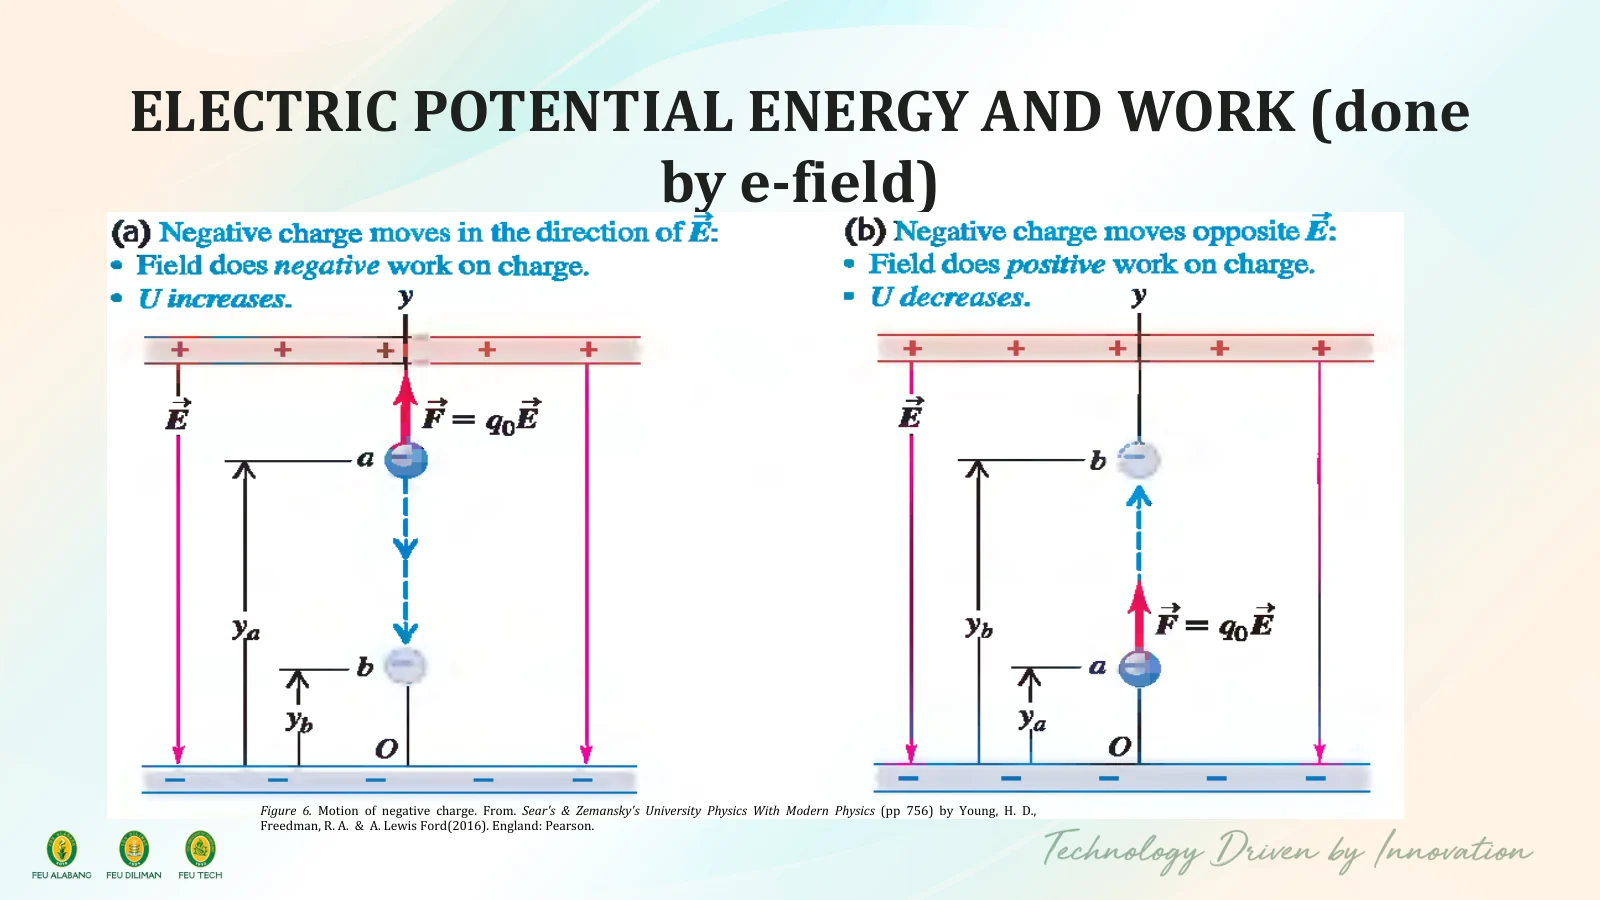 ELECTRIC POTENTIAL ENERGY AND WORK (done
by e-field)
(a) Negative charge moves in the direction of E⃗:
• Field does negative work on charge.
• U increases.
y
+ + + + +
E⃗
F⃗ = q₀E⃗
a
yₐ
b
y_b
O
− − − − −
(b) Negative charge moves opposite E⃗:
• Field does positive work on charge.
• U decreases.
y
+ + + + +
E⃗
b
y_b
F⃗ = q₀E⃗
a
yₐ
O
− − − − −
Figure 6. Motion of negative charge. From. Sear's & Zemansky's University Physics With Modern Physics (pp 756) by Young, H. D.,
Freedman, R. A. & A. Lewis Ford(2016). England: Pearson.
FEU ALABANG FEU DILIMAN FEU TECH
Technology Driven by Innovation